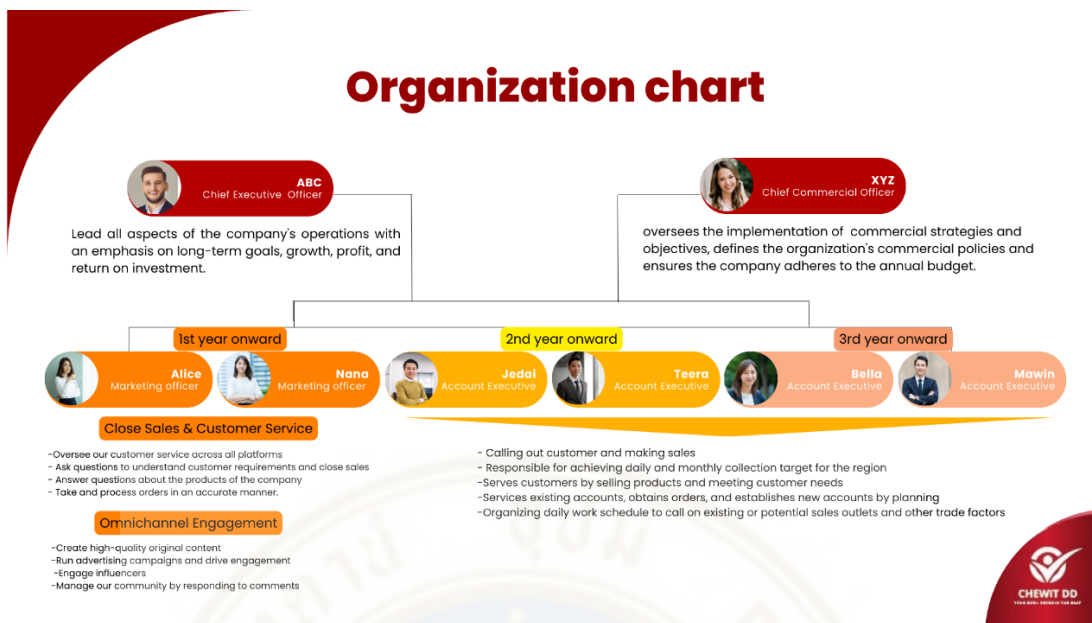 Organization chart
ABC
Chief Executive Officer
Lead all aspects of the company's operations with
an emphasis on long-term goals, growth, profit, and
return on investment.
XYZ
Chief Commercial Officer
oversees the implementation of commercial strategies and
objectives, defines the organization's commercial policies and
ensures the company adheres to the annual budget.
1st year onward
2nd year onward
3rd year onward
Alice
Marketing officer
Nana
Marketing officer
Jedai
Account Executive
Teera
Account Executive
Bella
Account Executive
Mawin
Account Executive
Close Sales & Customer Service
-Oversee our customer service across all platforms
- Ask questions to understand customer requirements and close sales
- Answer questions about the products of the company
- Take and process orders in an accurate manner.
Omnichannel Engagement
-Create high-quality original content
-Run advertising campaigns and drive engagement
-Engage influencers
-Manage our community by responding to comments
- Calling out customer and making sales
- Responsible for achieving daily and monthly collection target for the region
-Serves customers by selling products and meeting customer needs
-Services existing accounts, obtains orders, and establishes new accounts by planning
-Organizing daily work schedule to call on existing or potential sales outlets and other trade factors
CHEWIT DD